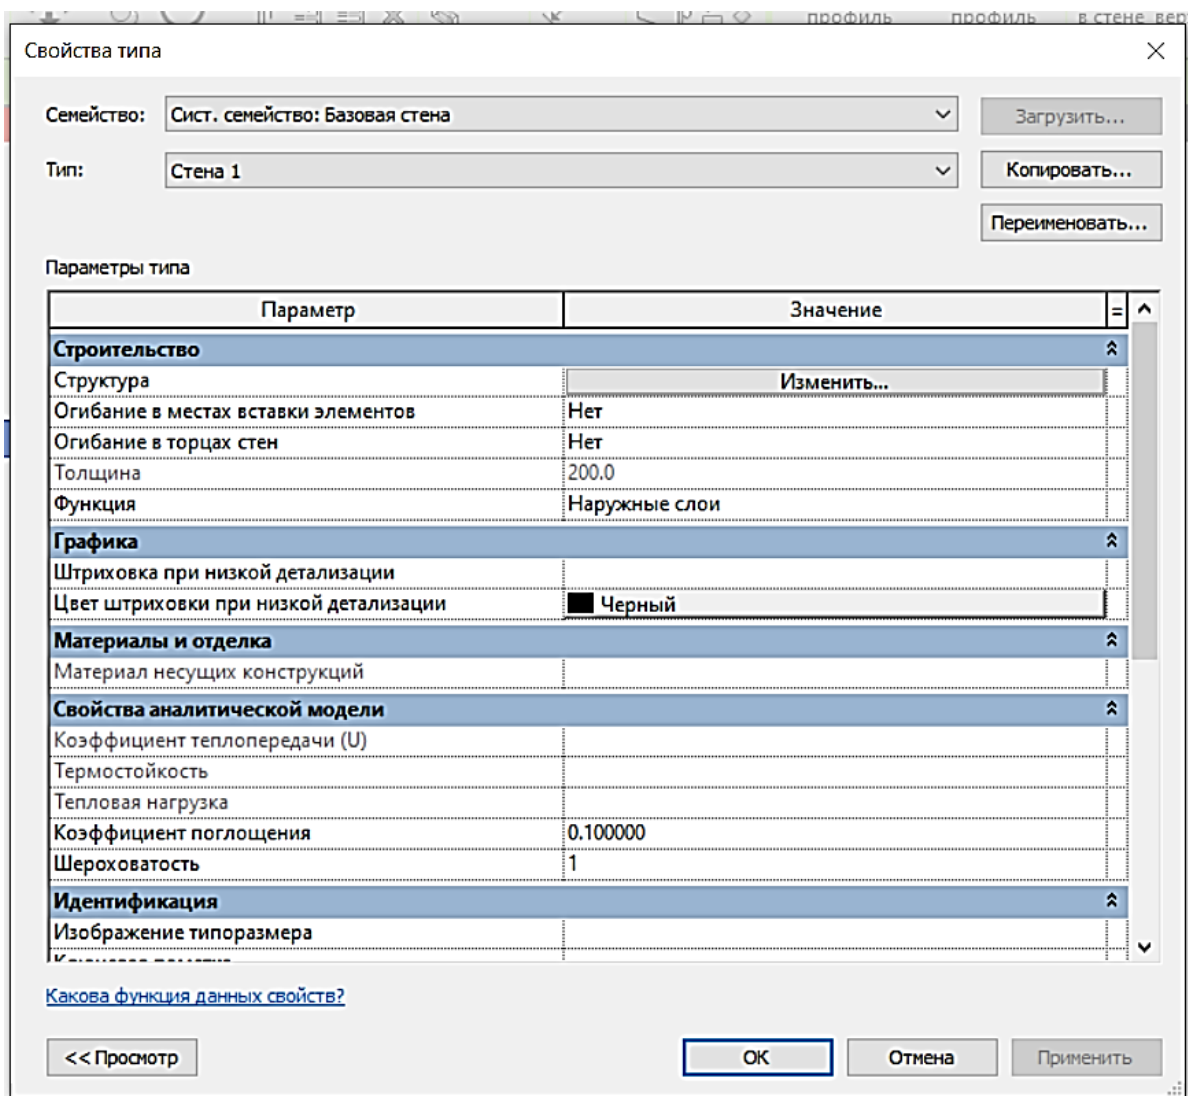 профиль профиль в стене вер
Свойства типа
Семейство: Сист. семейство: Базовая стена Загрузить...
Тип: Стена 1 Копировать...
Переименовать...
Параметры типа
Параметр Значение =
Строительство
Структура Изменить...
Огибание в местах вставки элементов Нет
Огибание в торцах стен Нет
Толщина 200.0
Функция Наружные слои
Графика
Штриховка при низкой детализации
Цвет штриховки при низкой детализации Черный
Материалы и отделка
Материал несущих конструкций
Свойства аналитической модели
Коэффициент теплопередачи (U)
Термостойкость
Тепловая нагрузка
Коэффициент поглощения 0.100000
Шероховатость 1
Идентификация
Изображение типоразмера
Какова функция данных свойств?
<< Просмотр OK Отмена Применить